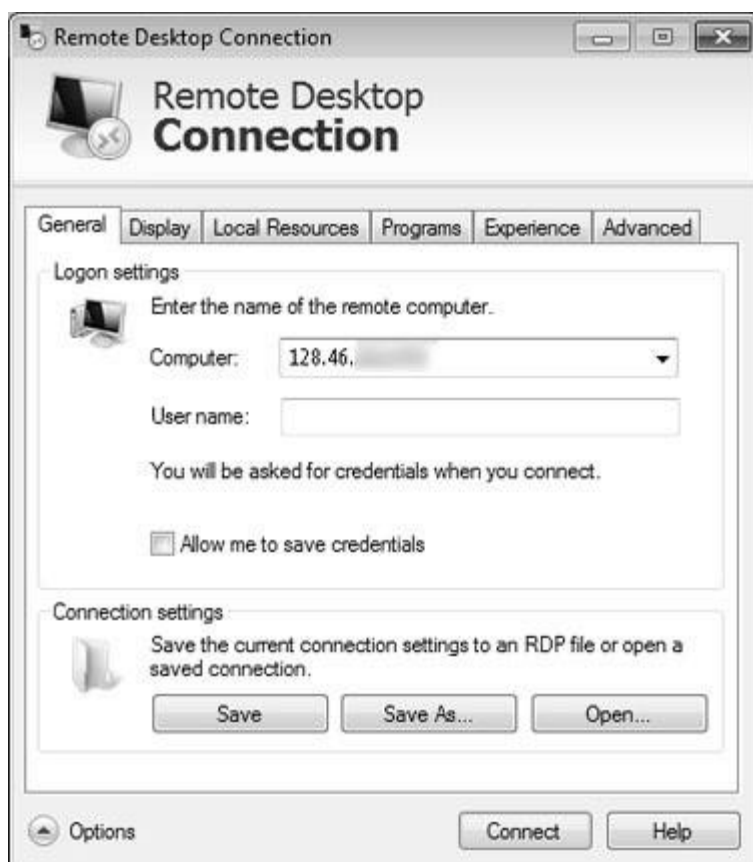 Remote Desktop Connection
Remote Desktop
Connection
General Display Local Resources Programs Experience Advanced
Logon settings
Enter the name of the remote computer.
Computer: 128.46.
User name:
You will be asked for credentials when you connect.
Allow me to save credentials
Connection settings
Save the current connection settings to an RDP file or open a
saved connection.
Save Save As... Open...
Options Connect Help